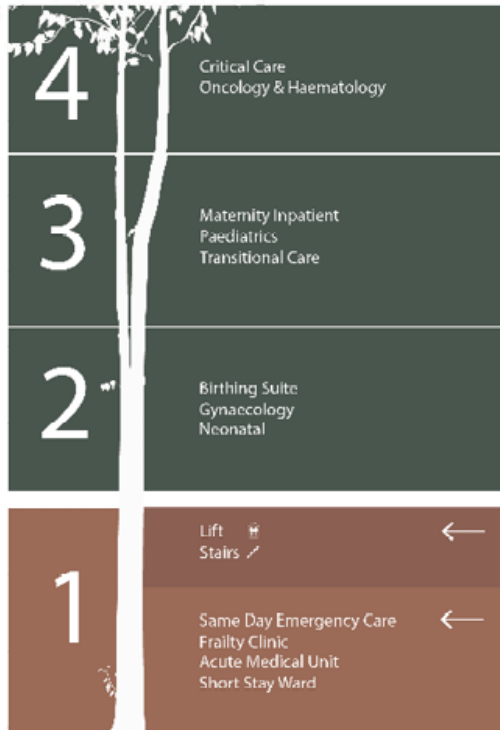 4
Critical Care
Oncology & Haematology
3
Maternity Inpatient
Paediatrics
Transitional Care
2
Birthing Suite
Gynaecology
Neonatal
1
Lift
Stairs
Same Day Emergency Care
Frailty Clinic
Acute Medical Unit
Short Stay Ward